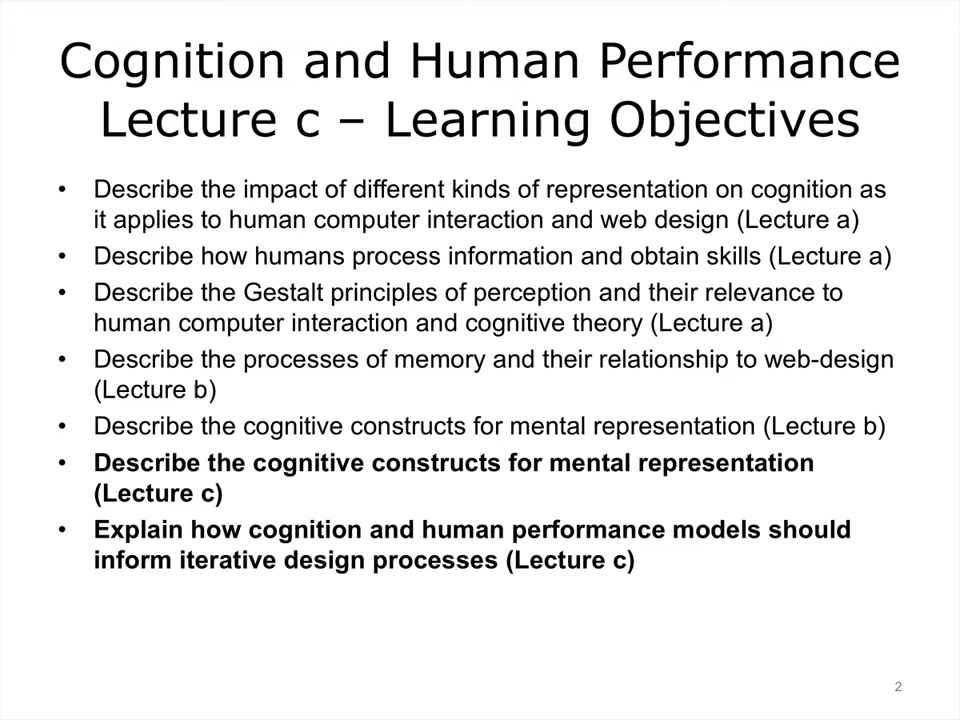 Cognition and Human Performance
Lecture c – Learning Objectives
• Describe the impact of different kinds of representation on cognition as
it applies to human computer interaction and web design (Lecture a)
• Describe how humans process information and obtain skills (Lecture a)
• Describe the Gestalt principles of perception and their relevance to
human computer interaction and cognitive theory (Lecture a)
• Describe the processes of memory and their relationship to web-design
(Lecture b)
• Describe the cognitive constructs for mental representation (Lecture b)
• Describe the cognitive constructs for mental representation
(Lecture c)
• Explain how cognition and human performance models should
inform iterative design processes (Lecture c)
2